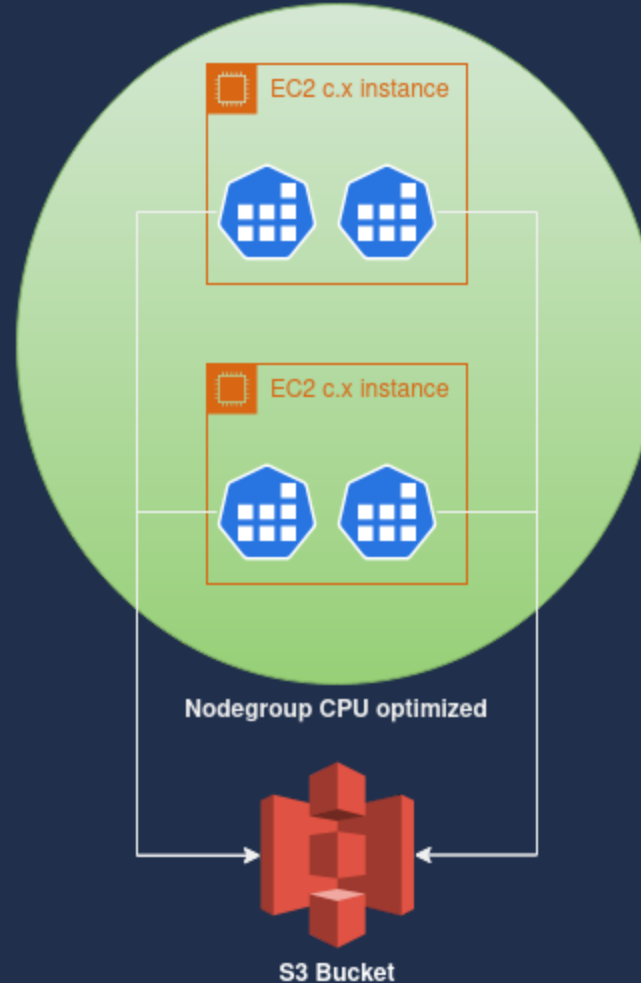 EC2 c.x instance
EC2 c.x instance
Nodegroup CPU optimized
S3 Bucket